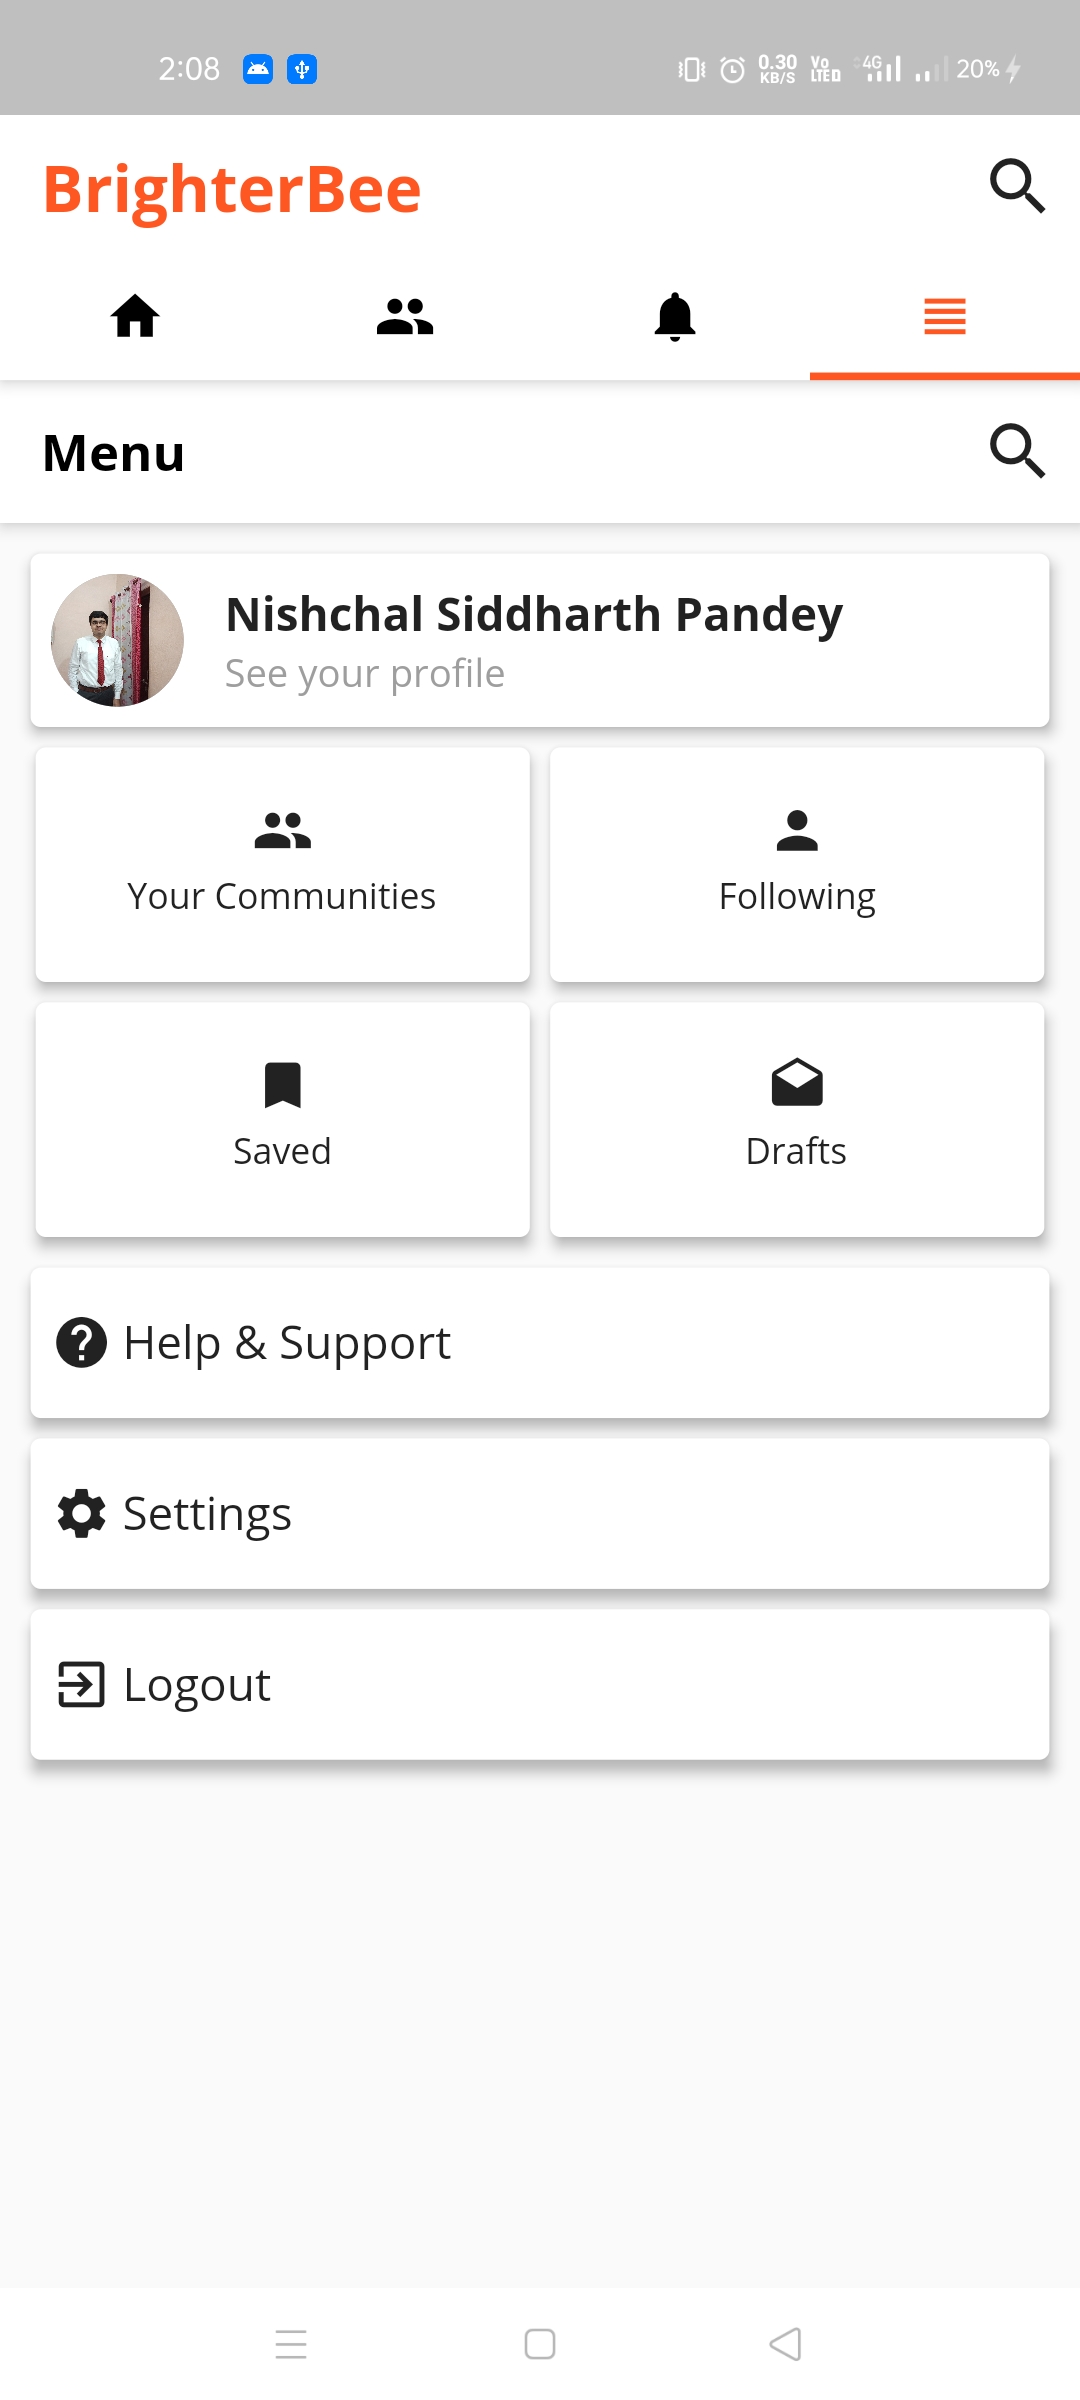 2:08 0.30 KB/S Vo LTE 4G 20%
BrighterBee
Menu
Nishchal Siddharth Pandey
See your profile
Your Communities
Following
Saved
Drafts
Help & Support
Settings
Logout